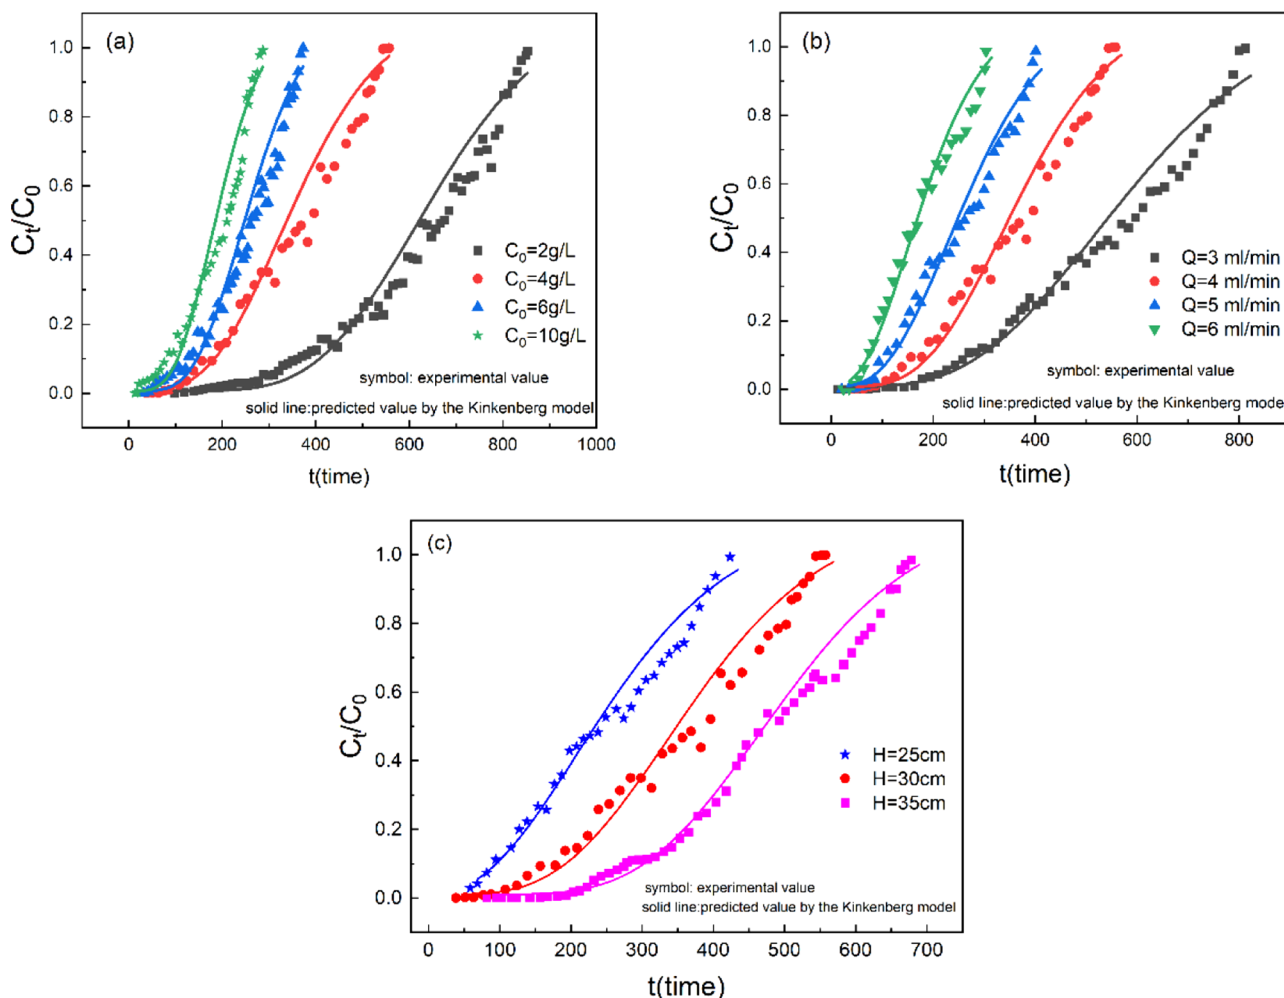 (a)
1.0
0.8
0.6
0.4
0.2
0.0
Ct/C0
C0=2g/L
C0=4g/L
C0=6g/L
C0=10g/L
symbol: experimental value
solid line:predicted value by the Kinkenberg model
0 200 400 600 800 1000
t(time)
(b)
1.0
0.8
0.6
0.4
0.2
0.0
Ct/C0
Q=3 ml/min
Q=4 ml/min
Q=5 ml/min
Q=6 ml/min
symbol: experimental value
solid line:predicted value by the Kinkenberg model
0 200 400 600 800
t(time)
(c)
1.0
0.8
0.6
0.4
0.2
0.0
Ct/C0
H=25cm
H=30cm
H=35cm
symbol: experimental value
solid line:predicted value by the Kinkenberg model
0 100 200 300 400 500 600 700
t(time)